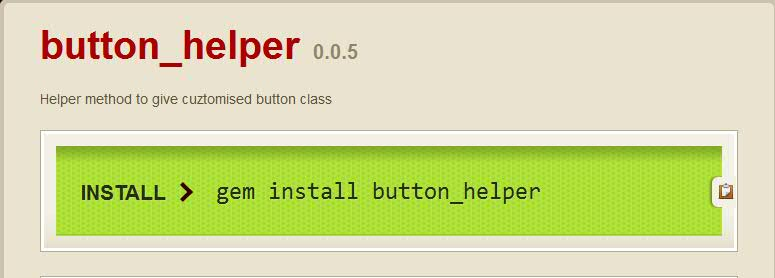 button_helper 0.0.5
Helper method to give cuztomised button class
INSTALL > gem install button_helper